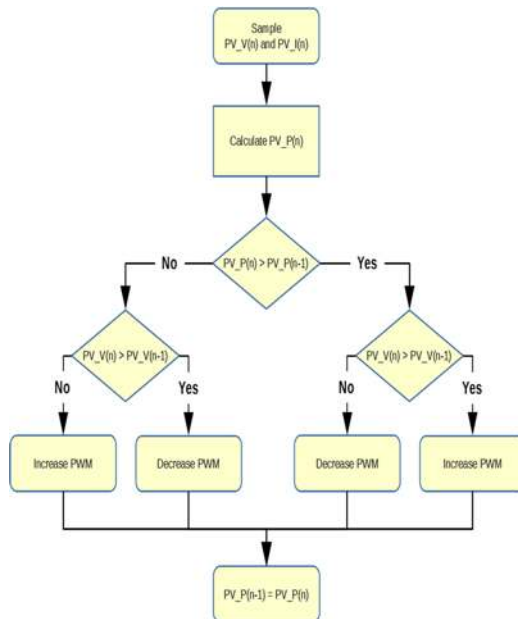 Sample
PV_V(n) and PV_I(n)
Calculate PV_P(n)
PV_P(n) > PV_P(n-1)
No
Yes
PV_V(n) > PV_V(n-1)
PV_V(n) > PV_V(n-1)
No
Yes
No
Yes
Increase PWM
Decrease PWM
Decrease PWM
Increase PWM
PV_P(n-1) = PV_P(n)